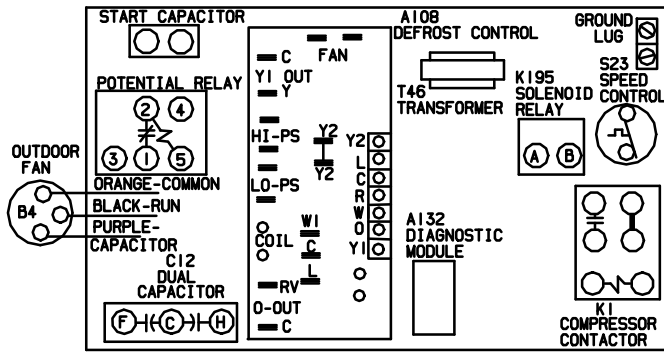 START CAPACITOR
POTENTIAL RELAY
2
4
3
1
5
OUTDOOR
FAN
B4
ORANGE-COMMON
BLACK-RUN
PURPLE-
CAPACITOR
C12
DUAL
CAPACITOR
F
C
H
FAN
C
Y1 OUT
Y
HI-PS
Y2
Y2
LO-PS
W1
COIL
C
L
RV
O-OUT
C
Y2
L
C
R
W
O
Y1
A108
DEFROST CONTROL
T46
TRANSFORMER
A132
DIAGNOSTIC
MODULE
K195
SOLENOID
RELAY
A
B
GROUND
LUG
S23
SPEED
CONTROL
K1
COMPRESSOR
CONTACTOR